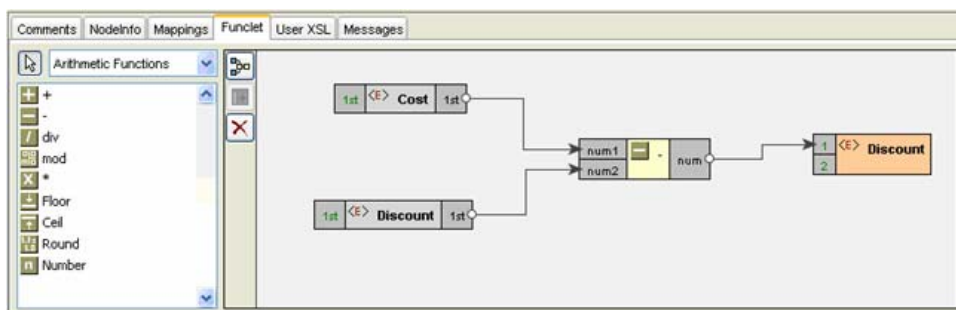 Comments NodeInfo Mappings Funclet User XSL Messages
Arithmetic Functions
+
-
div
mod
*
Floor
Ceil
Round
Number
1st <E> Cost 1st
num1 - num
num2
1 <E> Discount
2
1st <E> Discount 1st